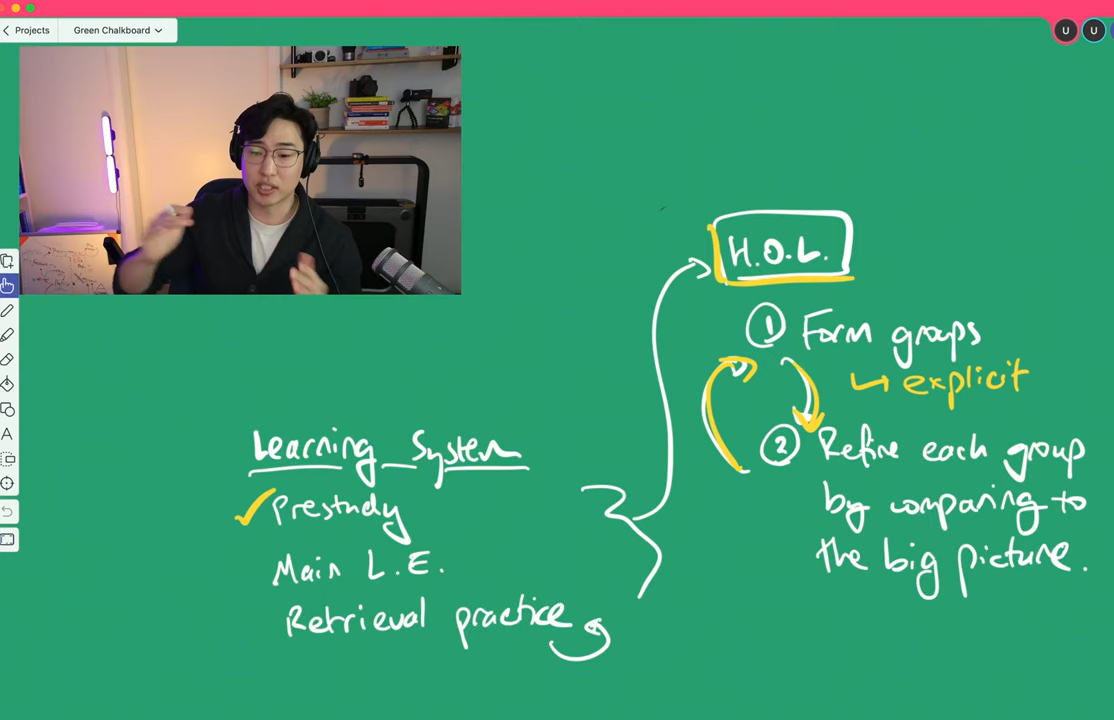 Projects
Green Chalkboard
U
U
H.O.L.
1 Form groups
↳ explicit
2 Refine each group
by comparing to
the big picture.
Learning System
✓ Prestudy
Main L.E.
Retrieval practice
A